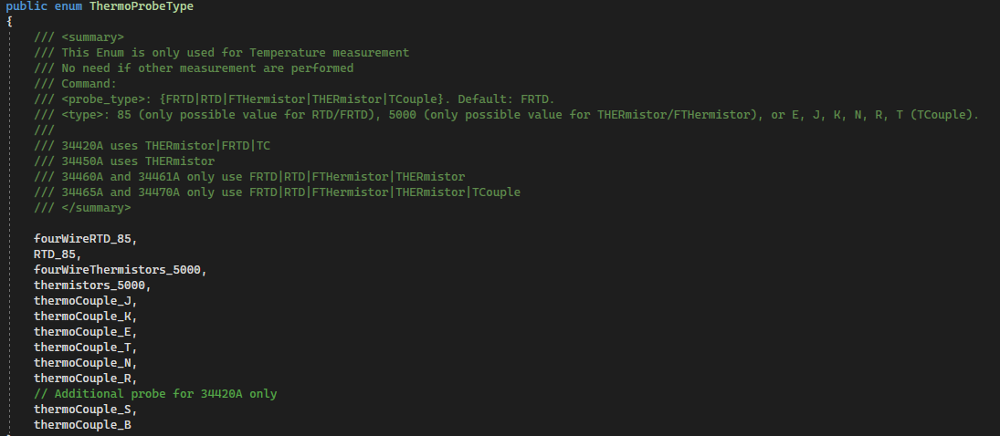 public enum ThermoProbeType
{
/// <summary>
/// This Enum is only used for Temperature measurement
/// No need if other measurement are performed
/// Command:
/// <probe_type>: {FRTD|RTD|FTHermistor|THERmistor|TCouple}. Default: FRTD.
/// <type>: 85 (only possible value for RTD/FRTD), 5000 (only possible value for THERmistor/FTHermistor), or E, J, K, N, R, T (TCouple).
///
/// 34420A uses THERmistor|FRTD|TC
/// 34450A uses THERmistor
/// 34460A and 34461A only use FRTD|RTD|FTHermistor|THERmistor
/// 34465A and 34470A only use FRTD|RTD|FTHermistor|THERmistor|TCouple
/// </summary>
fourWireRTD_85,
RTD_85,
fourWireThermistors_5000,
thermistors_5000,
thermoCouple_J,
thermoCouple_K,
thermoCouple_E,
thermoCouple_T,
thermoCouple_N,
thermoCouple_R,
// Additional probe for 34420A only
thermoCouple_S,
thermoCouple_B